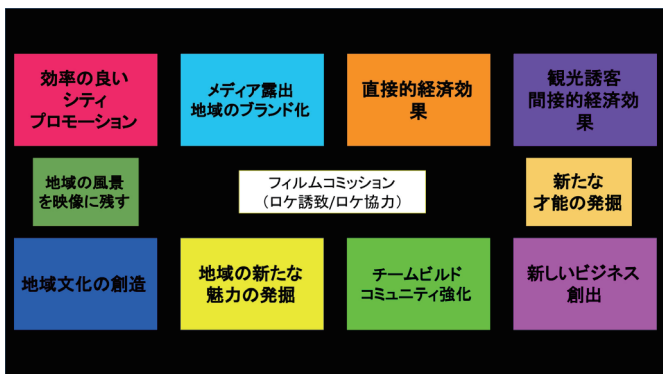 効率の良い
シティ
プロモーション
メディア露出
地域のブランド化
直接的経済効
果
観光誘客
間接的経済効
果
地域の風景
を映像に残す
フィルムコミッション
（ロケ誘致/ロケ協力）
新たな
才能の発掘
地域文化の創造
地域の新たな
魅力の発掘
チームビルド
コミュニティ強化
新しいビジネス
創出